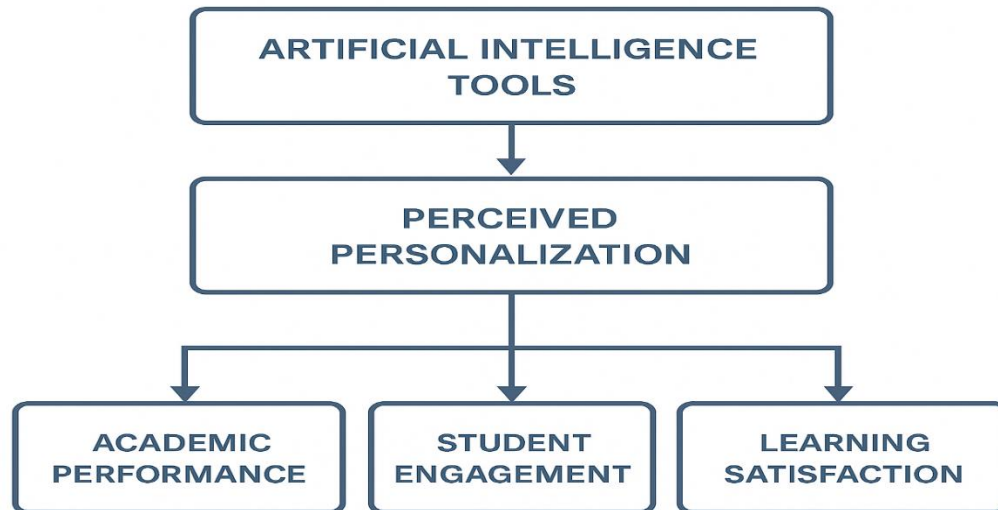 ARTIFICIAL INTELLIGENCE
TOOLS
PERCEIVED
PERSONALIZATION
ACADEMIC
PERFORMANCE
STUDENT
ENGAGEMENT
LEARNING
SATISFACTION